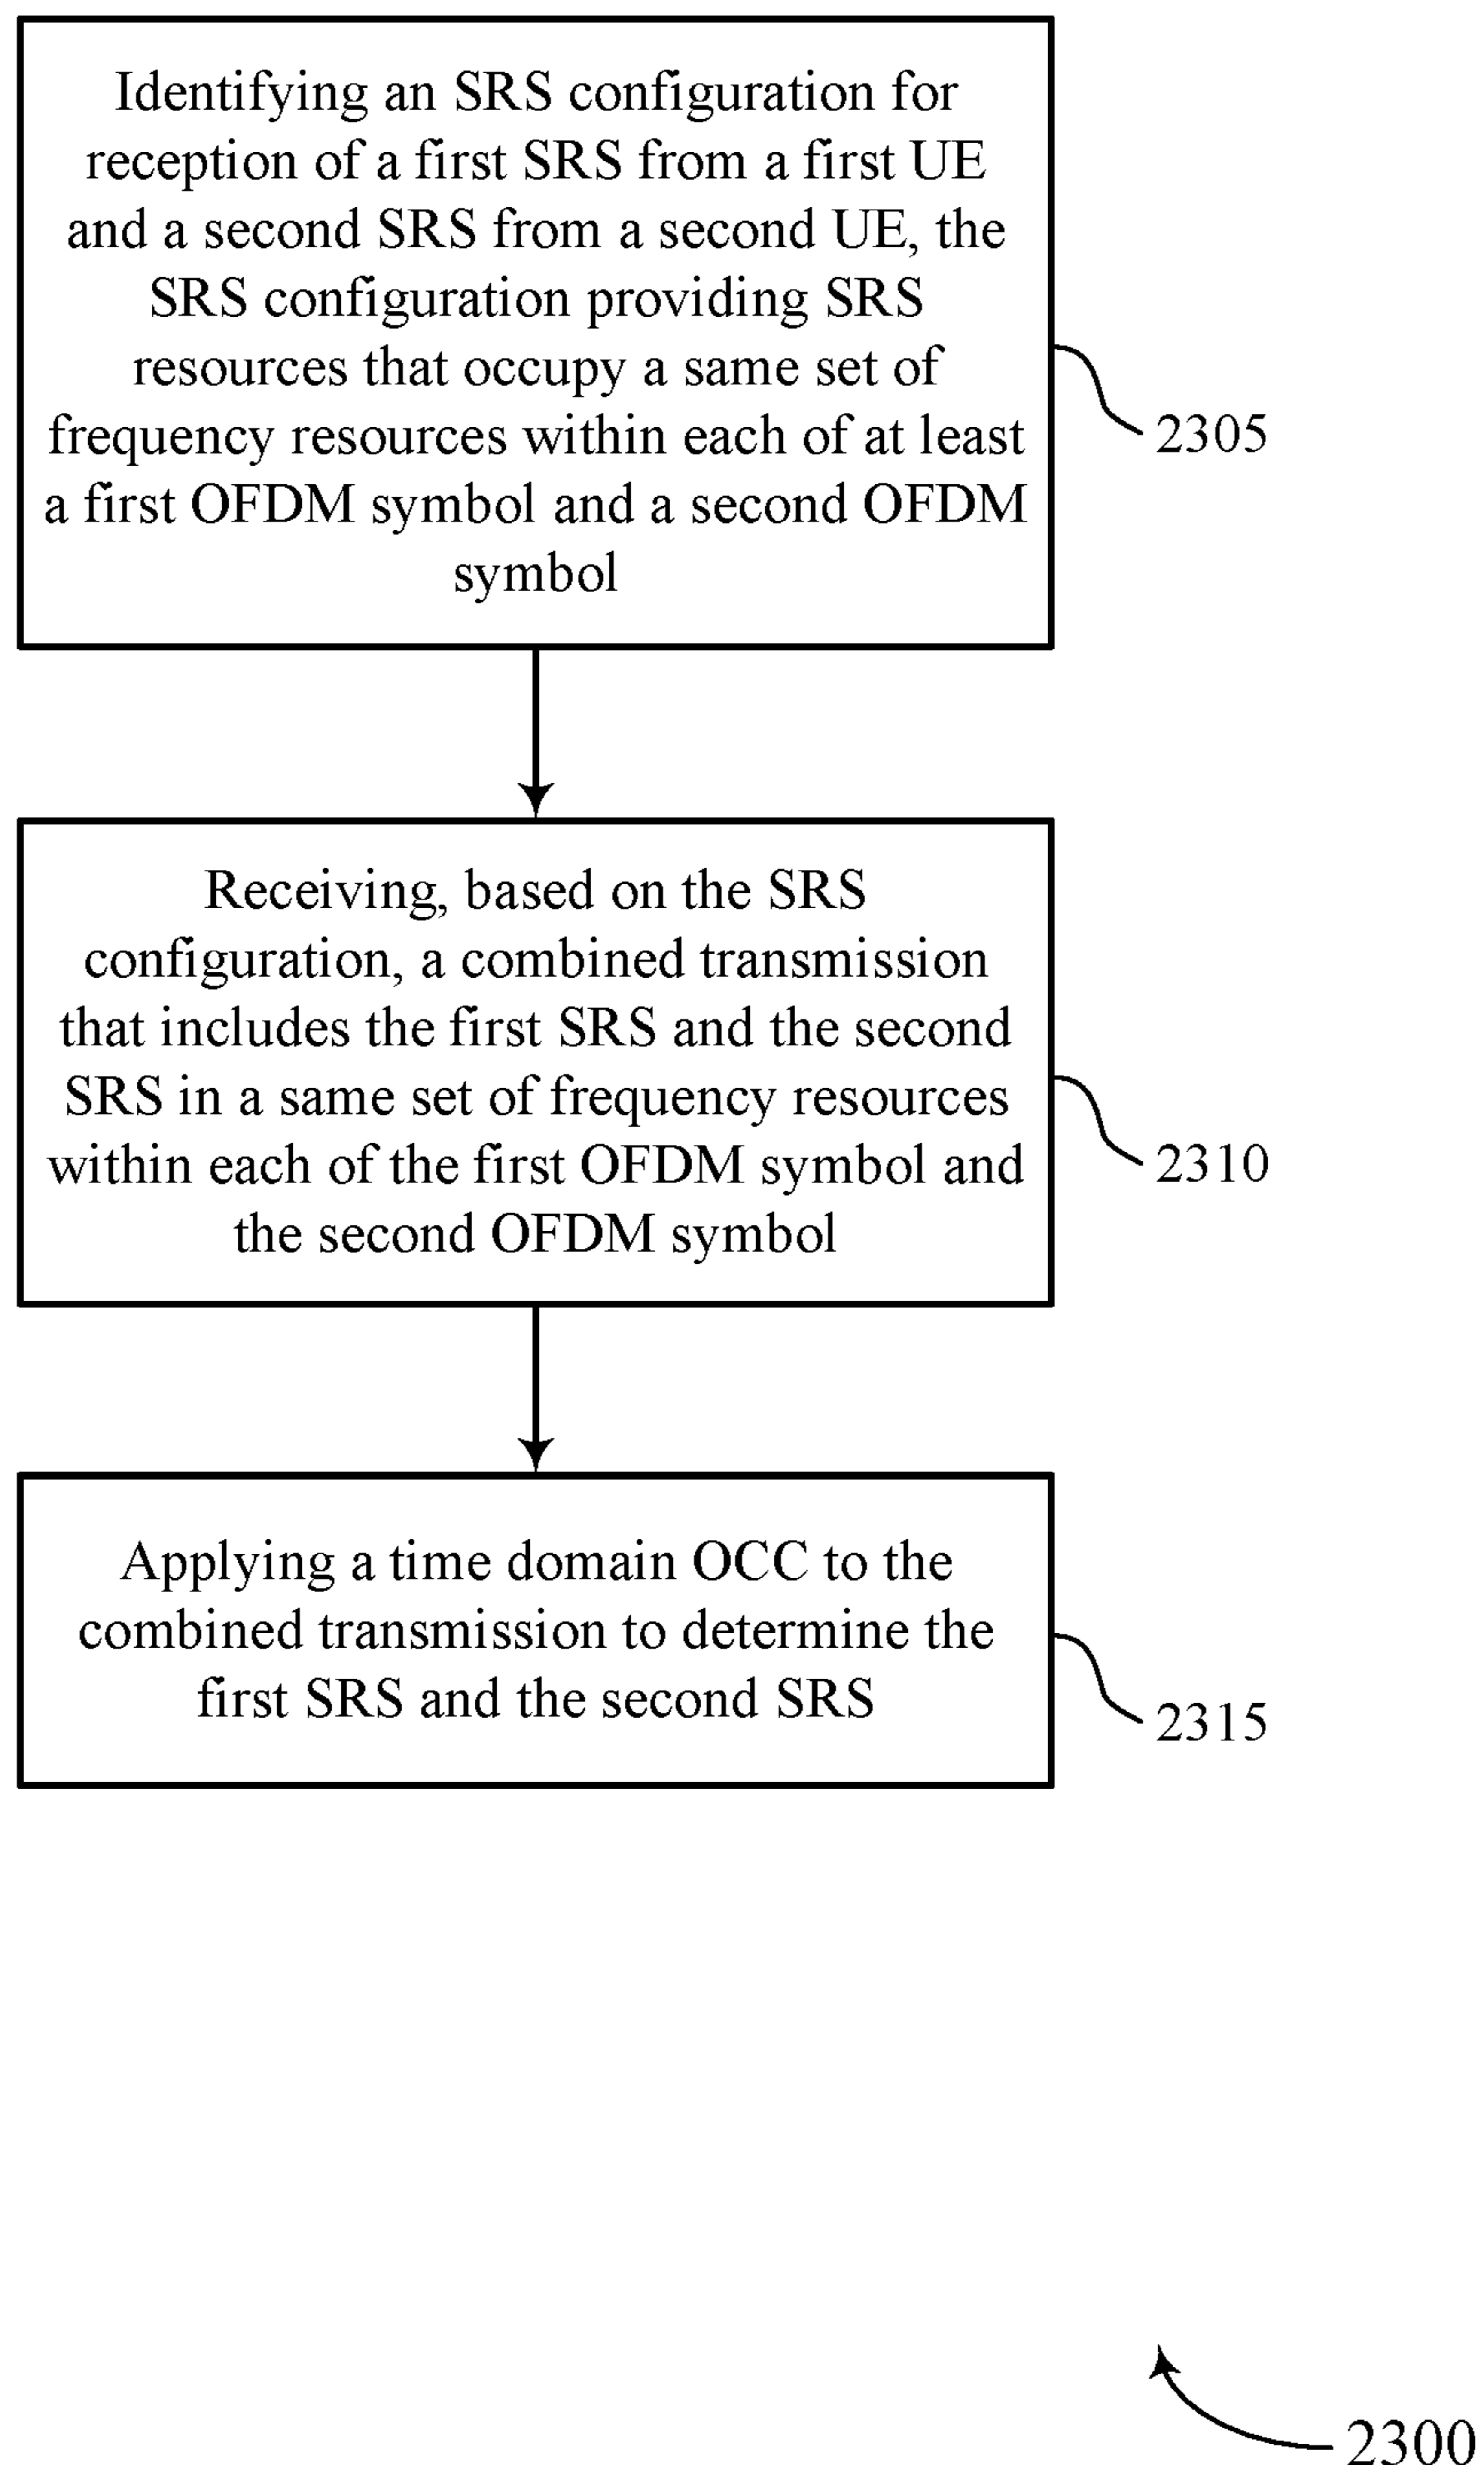 Identifying an SRS configuration for
reception of a first SRS from a first UE
and a second SRS from a second UE, the
SRS configuration providing SRS
resources that occupy a same set of
frequency resources within each of at least
a first OFDM symbol and a second OFDM
symbol
2305
Receiving, based on the SRS
configuration, a combined transmission
that includes the first SRS and the second
SRS in a same set of frequency resources
within each of the first OFDM symbol and
the second OFDM symbol
2310
Applying a time domain OCC to the
combined transmission to determine the
first SRS and the second SRS
2315
2300